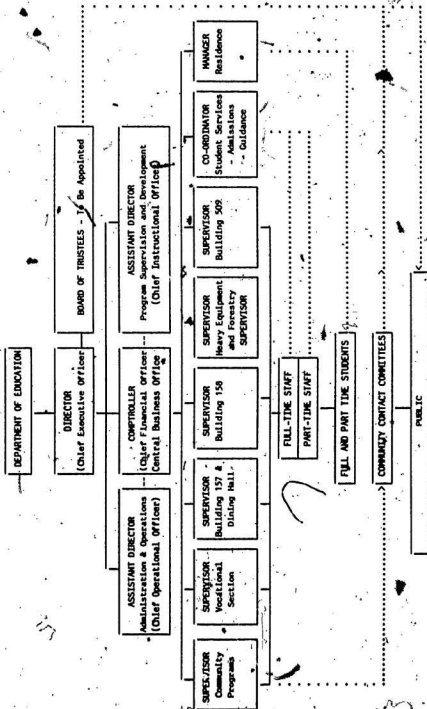 DEPARTMENT OF EDUCATION
DIRECTOR
(Chief Executive Officer)
BOARD OF TRUSTEES - To Be Appointed
ASSISTANT DIRECTOR
Administration & Operations
(Chief Operational Officer)
COMPTROLLER
(Chief Financial Officer)
Central Business Office
ASSISTANT DIRECTOR
Program Supervision and Development
(Chief Instructional Officer)
SUPERVISOR
Community
Programs
SUPERVISOR
Vocational
Section
SUPERVISOR
Building 157 &
Dining Hall
SUPERVISOR
Building 158
SUPERVISOR
Heavy Equipment
and Forestry
SUPERVISOR
SUPERVISOR
Building 509
CO-ORDINATOR
Student Services
- Admissions
- Guidance
MANAGER
Residence
FULL-TIME STAFF
PART-TIME STAFF
FULL AND PART TIME STUDENTS
COMMUNITY CONTACT COMMITTEES
PUBLIC